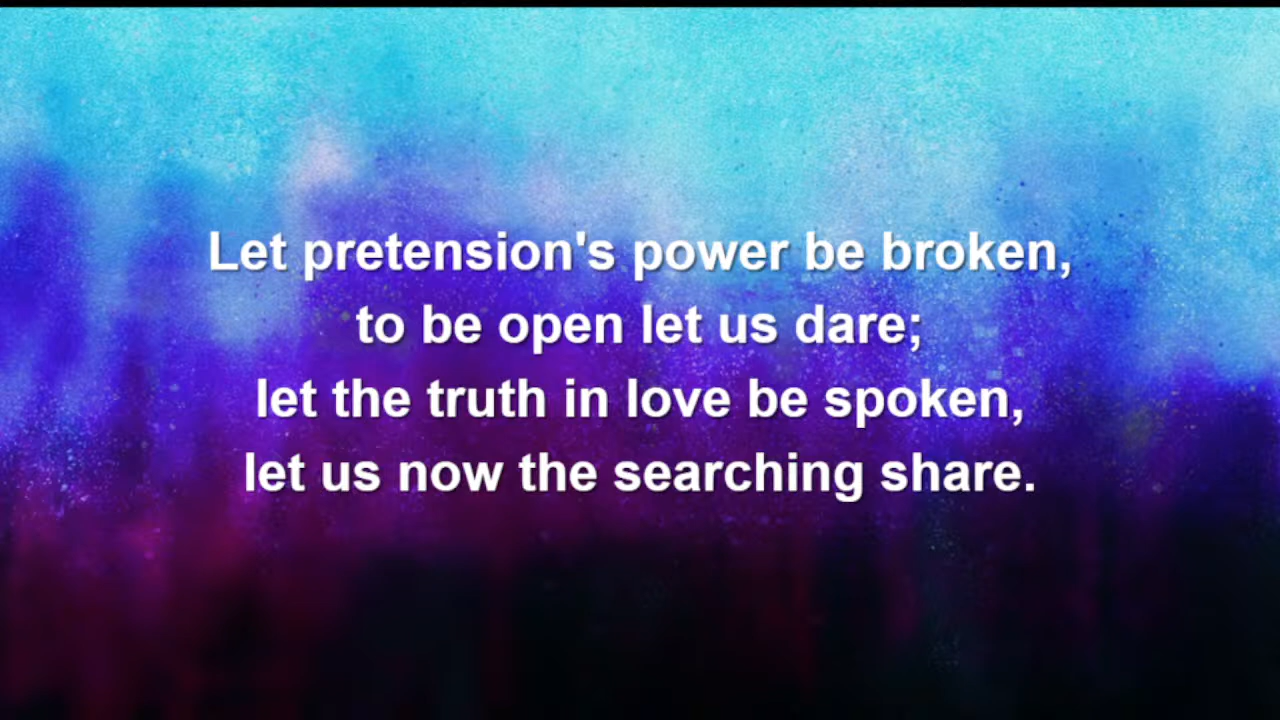 Let pretension's power be broken,
to be open let us dare;
let the truth in love be spoken,
let us now the searching share.